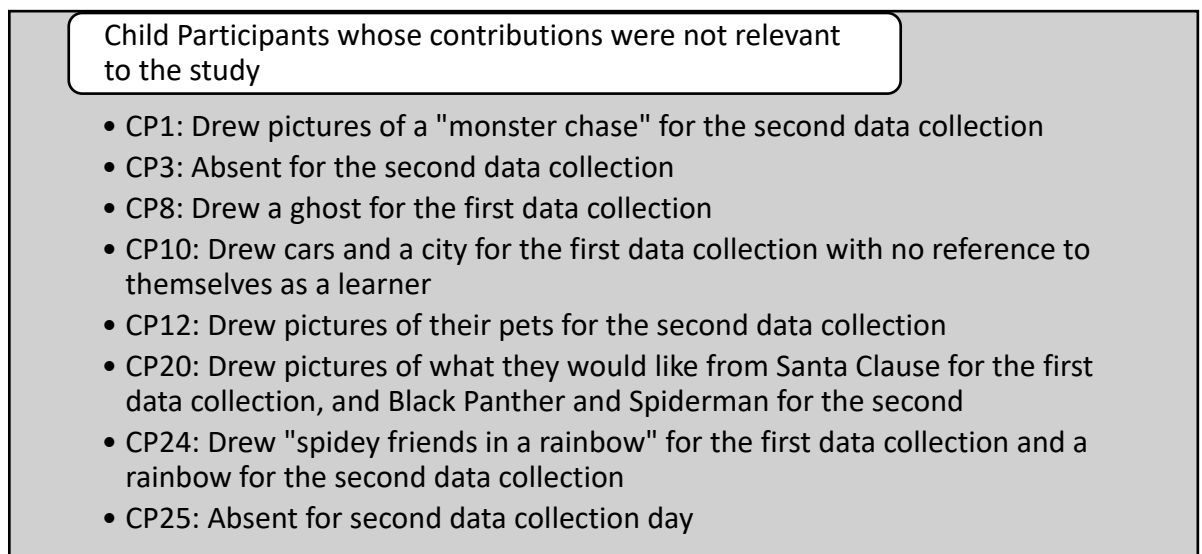 Child Participants whose contributions were not relevant
to the study
• CP1: Drew pictures of a "monster chase" for the second data collection
• CP3: Absent for the second data collection
• CP8: Drew a ghost for the first data collection
• CP10: Drew cars and a city for the first data collection with no reference to
themselves as a learner
• CP12: Drew pictures of their pets for the second data collection
• CP20: Drew pictures of what they would like from Santa Clause for the first
data collection, and Black Panther and Spiderman for the second
• CP24: Drew "spidey friends in a rainbow" for the first data collection and a
rainbow for the second data collection
• CP25: Absent for second data collection day